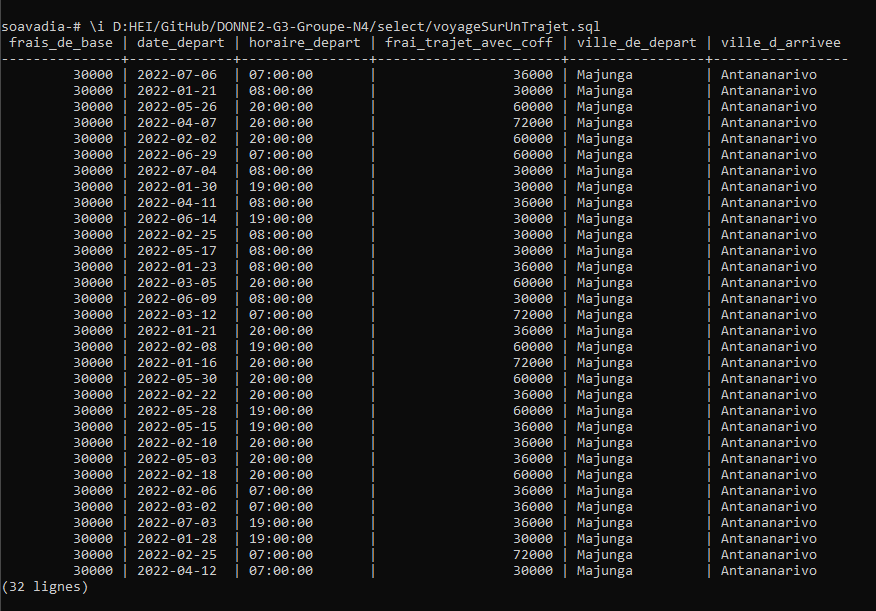 soavadia-# \i D:HEI/GitHub/DONNE2-G3-Groupe-N4/select/voyageSurUnTrajet.sql
 frais_de_base | date_depart | horaire_depart | frai_trajet_avec_coff | ville_de_depart | ville_d_arrivee
---------------+-------------+----------------+-----------------------+-----------------+-----------------
         30000 | 2022-07-06  | 07:00:00       |                 36000 | Majunga         | Antananarivo
         30000 | 2022-01-21  | 08:00:00       |                 30000 | Majunga         | Antananarivo
         30000 | 2022-05-26  | 20:00:00       |                 60000 | Majunga         | Antananarivo
         30000 | 2022-04-07  | 20:00:00       |                 72000 | Majunga         | Antananarivo
         30000 | 2022-02-02  | 20:00:00       |                 60000 | Majunga         | Antananarivo
         30000 | 2022-06-29  | 07:00:00       |                 60000 | Majunga         | Antananarivo
         30000 | 2022-07-04  | 08:00:00       |                 30000 | Majunga         | Antananarivo
         30000 | 2022-01-30  | 19:00:00       |                 30000 | Majunga         | Antananarivo
         30000 | 2022-04-11  | 08:00:00       |                 36000 | Majunga         | Antananarivo
         30000 | 2022-06-14  | 19:00:00       |                 30000 | Majunga         | Antananarivo
         30000 | 2022-02-25  | 08:00:00       |                 30000 | Majunga         | Antananarivo
         30000 | 2022-05-17  | 08:00:00       |                 30000 | Majunga         | Antananarivo
         30000 | 2022-01-23  | 08:00:00       |                 36000 | Majunga         | Antananarivo
         30000 | 2022-03-05  | 20:00:00       |                 60000 | Majunga         | Antananarivo
         30000 | 2022-06-09  | 08:00:00       |                 30000 | Majunga         | Antananarivo
         30000 | 2022-03-12  | 07:00:00       |                 72000 | Majunga         | Antananarivo
         30000 | 2022-01-21  | 20:00:00       |                 36000 | Majunga         | Antananarivo
         30000 | 2022-02-08  | 19:00:00       |                 60000 | Majunga         | Antananarivo
         30000 | 2022-01-16  | 20:00:00       |                 72000 | Majunga         | Antananarivo
         30000 | 2022-05-30  | 20:00:00       |                 60000 | Majunga         | Antananarivo
         30000 | 2022-02-22  | 20:00:00       |                 36000 | Majunga         | Antananarivo
         30000 | 2022-05-28  | 19:00:00       |                 60000 | Majunga         | Antananarivo
         30000 | 2022-05-15  | 19:00:00       |                 36000 | Majunga         | Antananarivo
         30000 | 2022-02-10  | 20:00:00       |                 36000 | Majunga         | Antananarivo
         30000 | 2022-05-03  | 20:00:00       |                 36000 | Majunga         | Antananarivo
         30000 | 2022-02-18  | 20:00:00       |                 60000 | Majunga         | Antananarivo
         30000 | 2022-02-06  | 07:00:00       |                 36000 | Majunga         | Antananarivo
         30000 | 2022-03-02  | 07:00:00       |                 36000 | Majunga         | Antananarivo
         30000 | 2022-07-03  | 19:00:00       |                 36000 | Majunga         | Antananarivo
         30000 | 2022-01-28  | 19:00:00       |                 30000 | Majunga         | Antananarivo
         30000 | 2022-02-25  | 07:00:00       |                 72000 | Majunga         | Antananarivo
         30000 | 2022-04-12  | 07:00:00       |                 30000 | Majunga         | Antananarivo
(32 lignes)